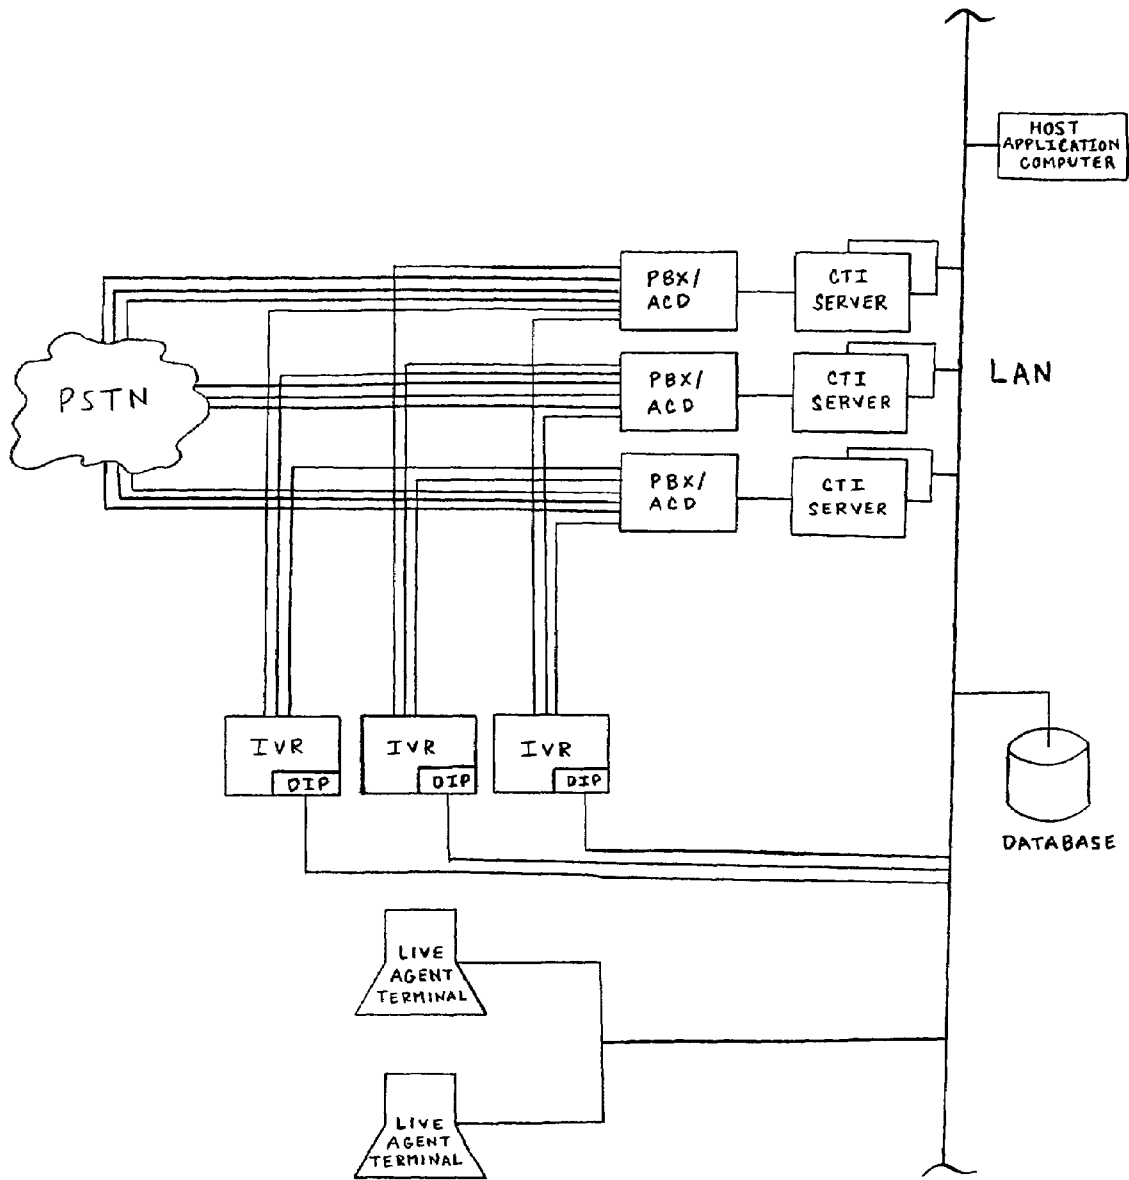 HOST
APPLICATION
COMPUTER
PBX/
ACD
CTI
SERVER
PSTN
PBX/
ACD
CTI
SERVER
LAN
PBX/
ACD
CTI
SERVER
IVR
DIP
IVR
DIP
IVR
DIP
DATABASE
LIVE
AGENT
TERMINAL
LIVE
AGENT
TERMINAL